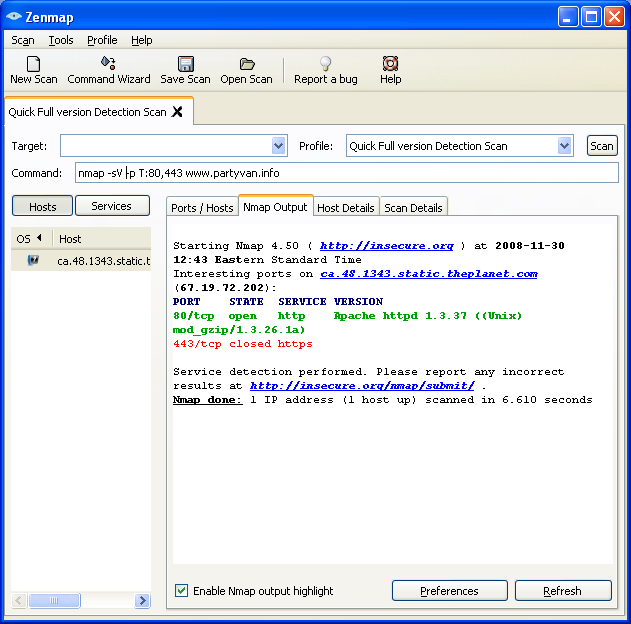 Zenmap
Scan Tools Profile Help
New Scan Command Wizard Save Scan Open Scan Report a bug Help
Quick Full version Detection Scan
Target: Profile: Quick Full version Detection Scan Scan
Command: nmap -sV -p T:80,443 www.partyvan.info
Hosts Services
Ports / Hosts Nmap Output Host Details Scan Details
OS Host
ca.48.1343.static.t
Starting Nmap 4.50 ( http://insecure.org ) at 2008-11-30
12:43 Eastern Standard Time
Interesting ports on ca.48.1343.static.theplanet.com
(67.19.72.202):
PORT STATE SERVICE VERSION
80/tcp open http Apache httpd 1.3.37 ((Unix)
mod_gzip/1.3.26.1a)
443/tcp closed https
Service detection performed. Please report any incorrect
results at http://insecure.org/nmap/submit/ .
Nmap done: 1 IP address (1 host up) scanned in 6.610 seconds
Enable Nmap output highlight Preferences Refresh